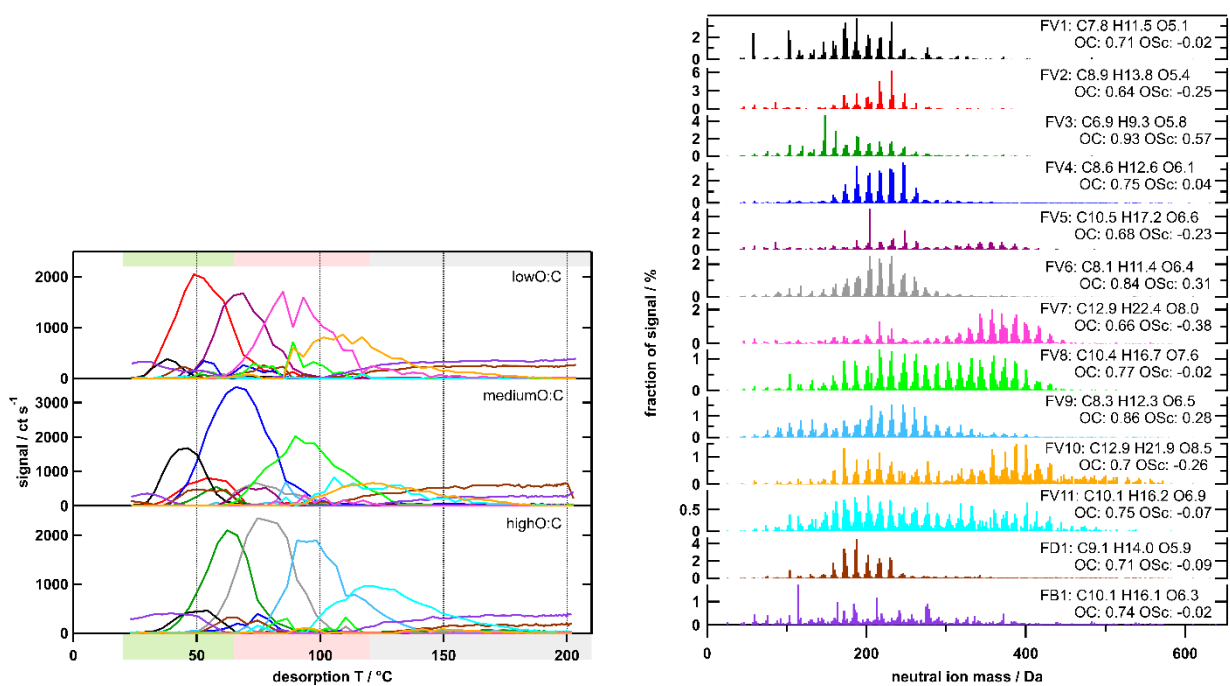 lowO:C
2000
1000
0
mediumO:C
3000
2000
1000
0
highO:C
2000
1000
0
signal / ct s⁻¹
0
50
100
150
200
desorption T / °C
FV1: C7.8 H11.5 O5.1
OC: 0.71 OSc: -0.02
2
0
FV2: C8.9 H13.8 O5.4
OC: 0.64 OSc: -0.25
6
3
0
FV3: C6.9 H9.3 O5.8
OC: 0.93 OSc: 0.57
4
2
0
FV4: C8.6 H12.6 O6.1
OC: 0.75 OSc: 0.04
2
0
FV5: C10.5 H17.2 O6.6
OC: 0.68 OSc: -0.23
4
2
0
FV6: C8.1 H11.4 O6.4
OC: 0.84 OSc: 0.31
2
0
FV7: C12.9 H22.4 O8.0
OC: 0.66 OSc: -0.38
2
0
FV8: C10.4 H16.7 O7.6
OC: 0.77 OSc: -0.02
1
0
FV9: C8.3 H12.3 O6.5
OC: 0.86 OSc: 0.28
1
0
FV10: C12.9 H21.9 O8.5
OC: 0.7 OSc: -0.26
1
0
FV11: C10.1 H16.2 O6.9
OC: 0.75 OSc: -0.07
0.5
FD1: C9.1 H14.0 O5.9
OC: 0.71 OSc: -0.09
4
2
0
FB1: C10.1 H16.1 O6.3
OC: 0.74 OSc: -0.02
1
0
fraction of signal / %
0
200
400
600
neutral ion mass / Da